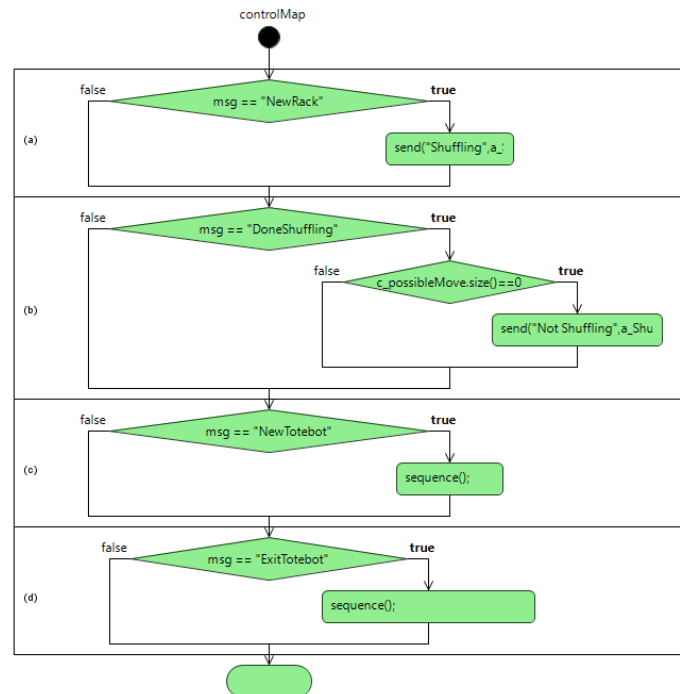 controlMap
false
true
msg == "NewRack"
(a)
send("Shuffling",a_
false
true
msg == "DoneShuffling"
false
true
c_possibleMove.size()==0
(b)
send("Not Shuffling",a_Shu
false
true
msg == "NewTotebot"
(c)
sequence();
false
true
msg == "ExitTotebot"
(d)
sequence();